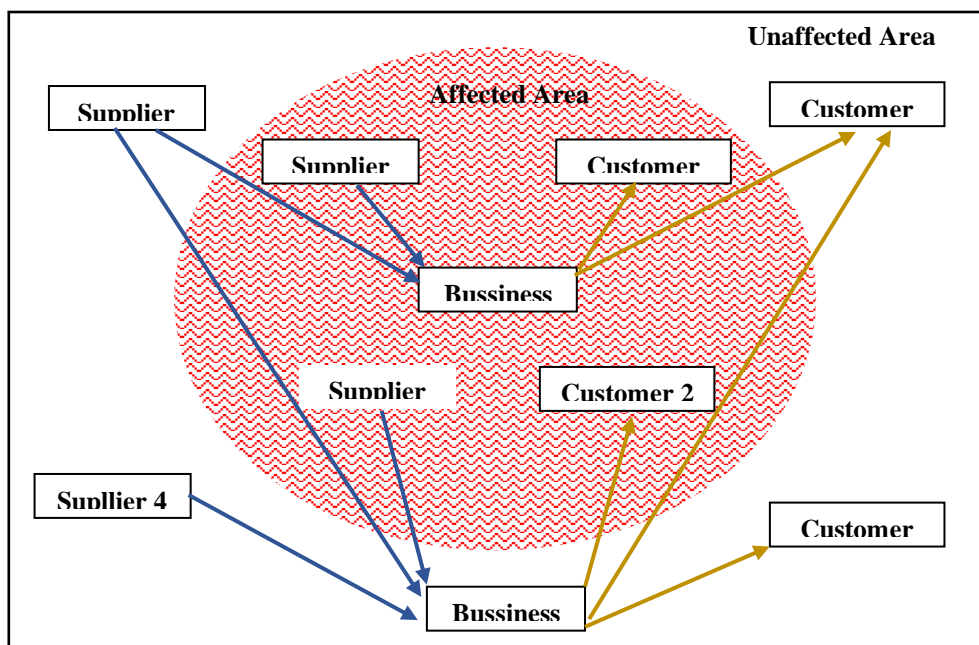 Unaffected Area
Affected Area
Supplier
Customer
Supplier
Customer
Bussiness
Supplier
Customer 2
Supllier 4
Customer
Bussiness